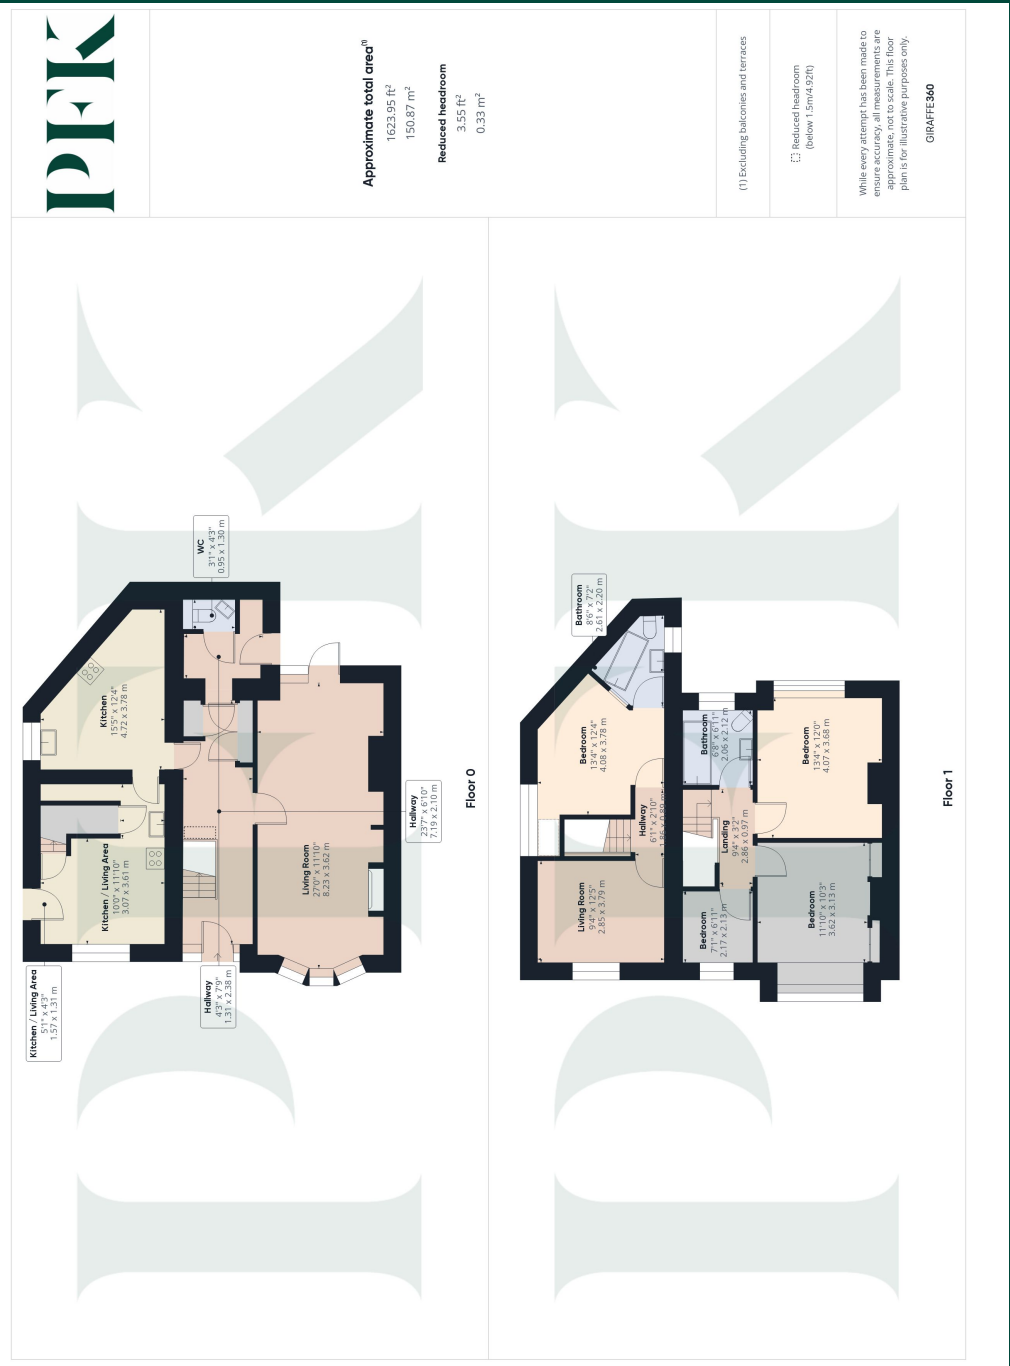 PFK
Approximate total area(1)
1623.95 ft²
150.87 m²
Reduced headroom
3.55 ft²
0.33 m²
(1) Excluding balconies and terraces
Reduced headroom
(below 1.5m/4.92ft)
While every attempt has been made to
ensure accuracy, all measurements are
approximate, not to scale. This floor
plan is for illustrative purposes only.
GIRAFFE360
Kitchen / Living Area
5'1" x 4'3"
1.57 x 1.31 m
Kitchen / Living Area
10'0" x 11'10"
3.07 x 3.61 m
Kitchen
15'5" x 12'4"
4.72 x 3.78 m
WC
3'1" x 4'3"
0.95 x 1.30 m
Hallway
4'3" x 7'9"
1.31 x 2.38 m
Living Room
27'0" x 11'10"
8.23 x 3.62 m
Hallway
23'7" x 6'10"
7.19 x 2.10 m
Floor 0
Living Room
9'4" x 12'5"
2.85 x 3.79 m
Bedroom
13'4" x 12'4"
4.08 x 3.78 m
Bathroom
8'6" x 7'2"
2.61 x 2.20 m
Hallway
6'1" x 2'10"
1.86 x 0.89 m
Bedroom
7'1" x 6'11"
2.17 x 2.13 m
Landing
9'4" x 3'2"
2.86 x 0.97 m
Bathroom
6'8" x 6'11"
2.06 x 2.12 m
Bedroom
11'10" x 10'3"
3.62 x 3.13 m
Bedroom
13'4" x 12'0"
4.07 x 3.68 m
Floor 1